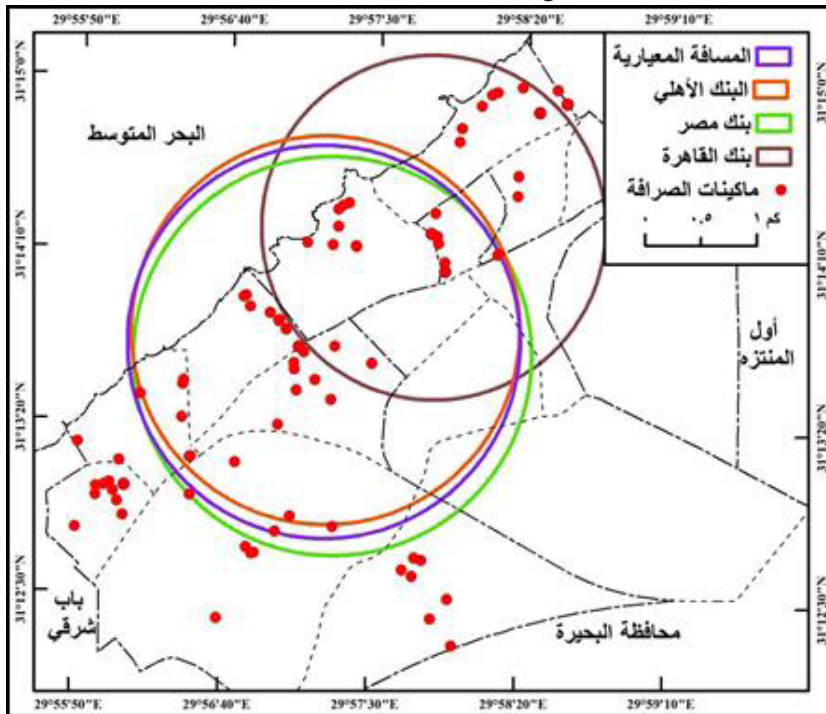 29°55'50"E 29°56'40"E 29°57'30"E 29°58'20"E 29°59'10"E
المسافة المعيارية
البنك الأهلي
بنك مصر
بنك القاهرة
ماكينات الصرافة
٠ ٠.٥ ١ كم
31°15'0"N
31°15'0"N
البحر المتوسط
31°14'10"N
31°14'10"N
أول
المنتزه
31°13'20"N
31°13'20"N
31°12'30"N
31°12'30"N
باب
شرقي
محافظة البحيرة
29°55'50"E 29°56'40"E 29°57'30"E 29°58'20"E 29°59'10"E